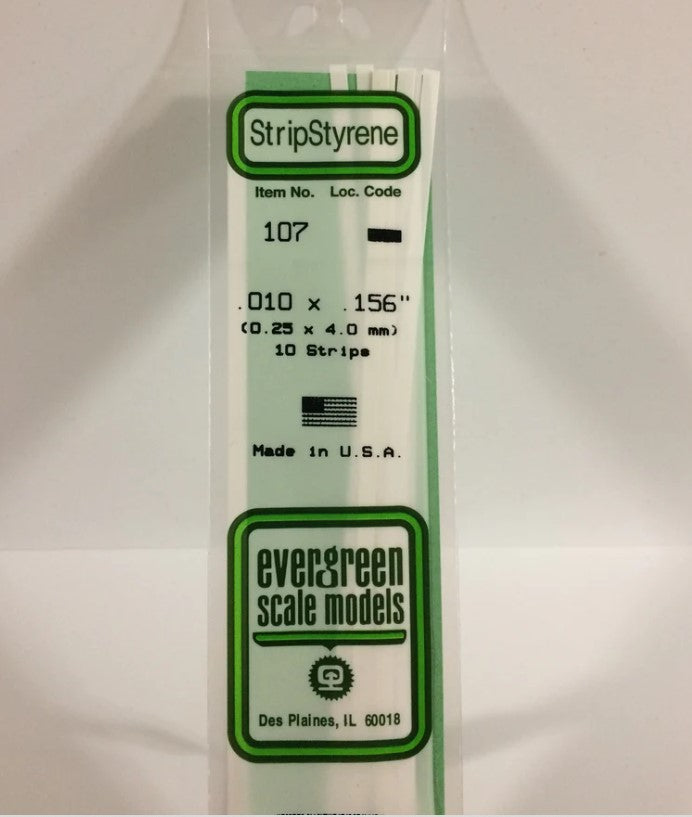 StripStyrene
Item No. Loc. Code
107
.010 x .156"
(0.25 x 4.0 mm)
10 Strips
Made in U.S.A.
evergreen
scale models
Des Plaines, IL 60018